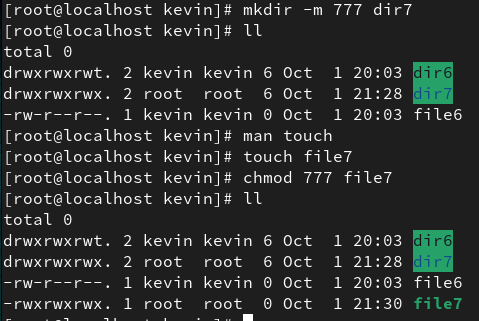 [root@localhost kevin]# mkdir -m 777 dir7
[root@localhost kevin]# ll
total 0
drwxrwxrwt. 2 kevin kevin 6 Oct  1 20:03 dir6
drwxrwxrwx. 2 root  root  6 Oct  1 21:28 dir7
-rw-r--r--. 1 kevin kevin 0 Oct  1 20:03 file6
[root@localhost kevin]# man touch
[root@localhost kevin]# touch file7
[root@localhost kevin]# chmod 777 file7
[root@localhost kevin]# ll
total 0
drwxrwxrwt. 2 kevin kevin 6 Oct  1 20:03 dir6
drwxrwxrwx. 2 root  root  6 Oct  1 21:28 dir7
-rw-r--r--. 1 kevin kevin 0 Oct  1 20:03 file6
-rwxrwxrwx. 1 root  root  0 Oct  1 21:30 file7
[root@localhost kevin]#